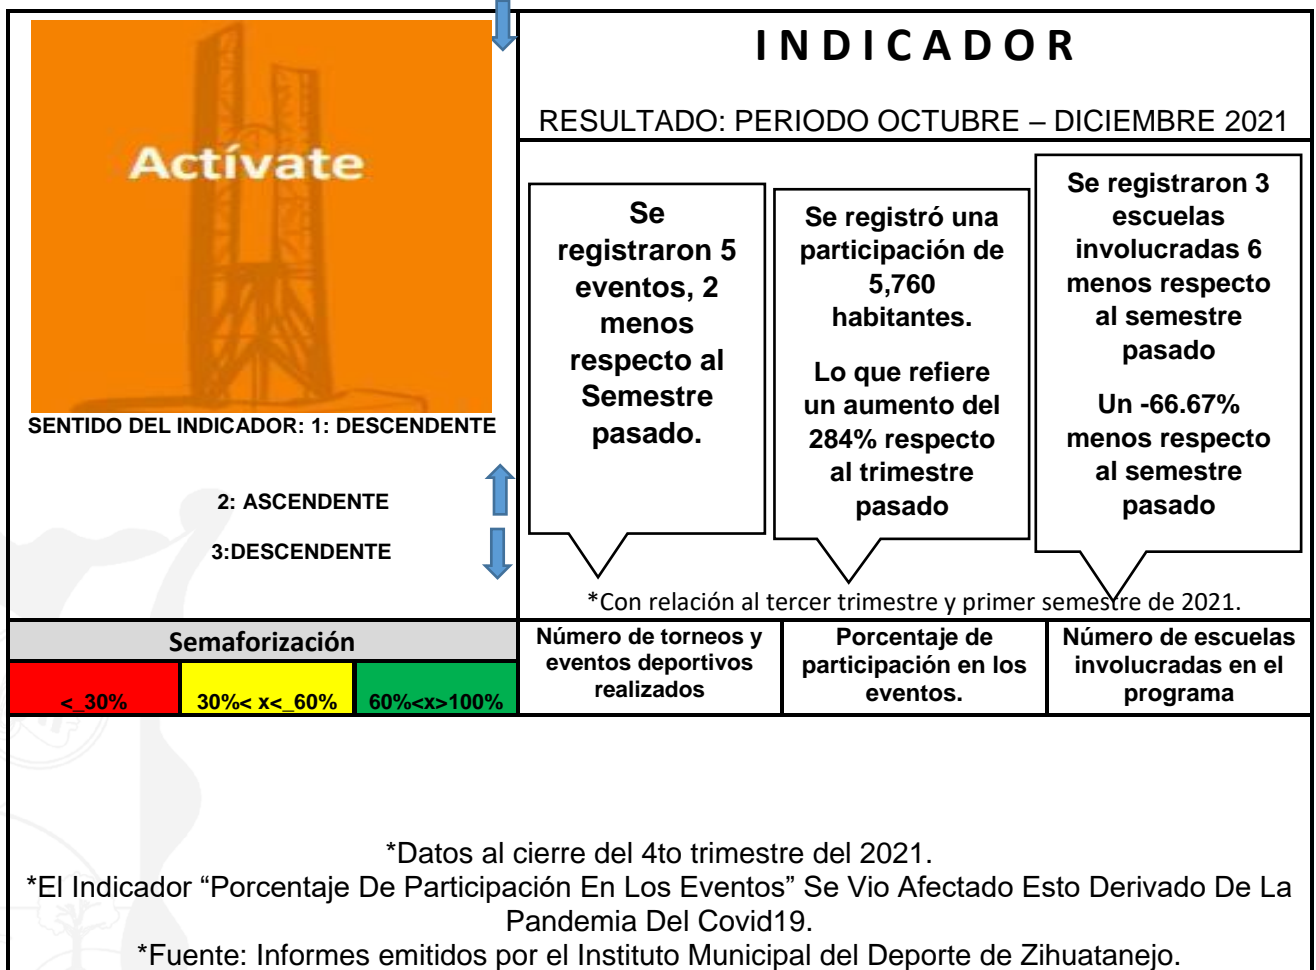 Actívate
SENTIDO DEL INDICADOR: 1: DESCENDENTE
2: ASCENDENTE
3:DESCENDENTE
I N D I C A D O R
RESULTADO: PERIODO OCTUBRE – DICIEMBRE 2021
Se
registraron 5
eventos, 2
menos
respecto al
Semestre
pasado.
Se registró una
participación de
5,760
habitantes.
Lo que refiere
un aumento del
284% respecto
al trimestre
pasado
Se registraron 3
escuelas
involucradas 6
menos respecto
al semestre
pasado
Un -66.67%
menos respecto
al semestre
pasado
*Con relación al tercer trimestre y primer semestre de 2021.
Semaforización
<_30%
30%< x<_60%
60%<x>100%
Número de torneos y
eventos deportivos
realizados
Porcentaje de
participación en los
eventos.
Número de escuelas
involucradas en el
programa
*Datos al cierre del 4to trimestre del 2021.
*El Indicador “Porcentaje De Participación En Los Eventos” Se Vio Afectado Esto Derivado De La
Pandemia Del Covid19.
*Fuente: Informes emitidos por el Instituto Municipal del Deporte de Zihuatanejo.